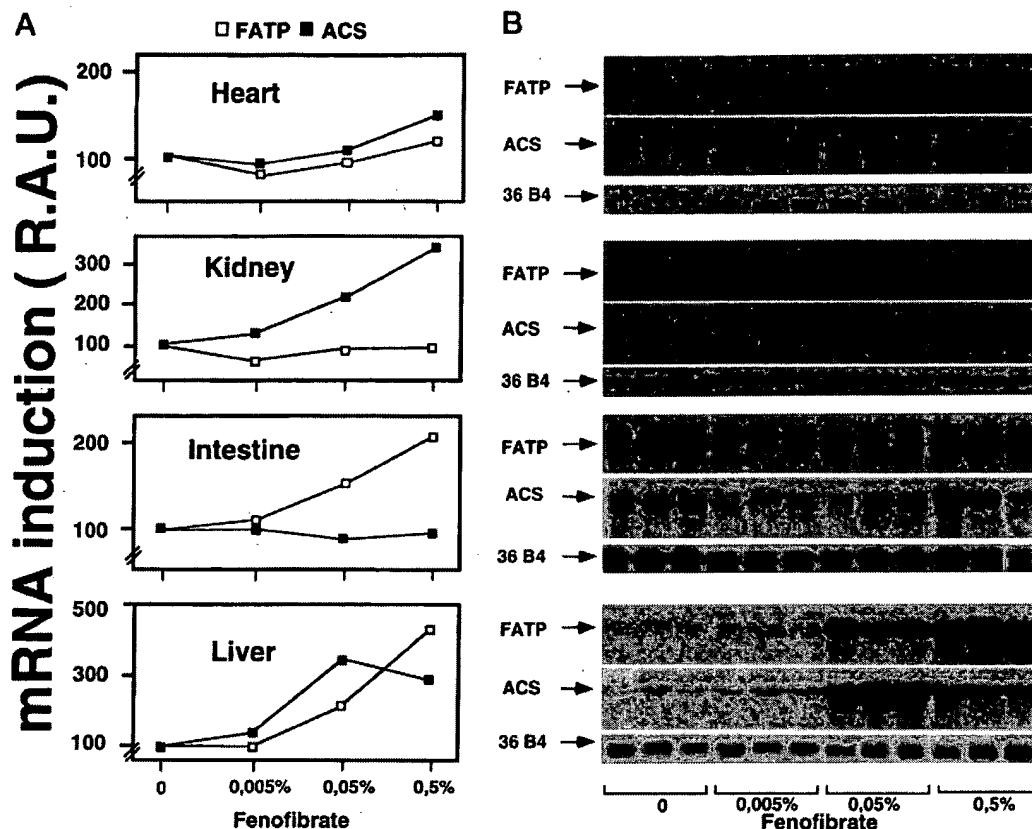 A
□ FATP ■ ACS
mRNA induction ( R.A.U.)
200
100
Heart
300
200
100
Kidney
200
100
Intestine
500
300
100
Liver
0 0,005% 0,05% 0,5%
Fenofibrate
B
FATP
ACS
36 B4
FATP
ACS
36 B4
FATP
ACS
36 B4
FATP
ACS
36 B4
0 0,005% 0,05% 0,5%
Fenofibrate